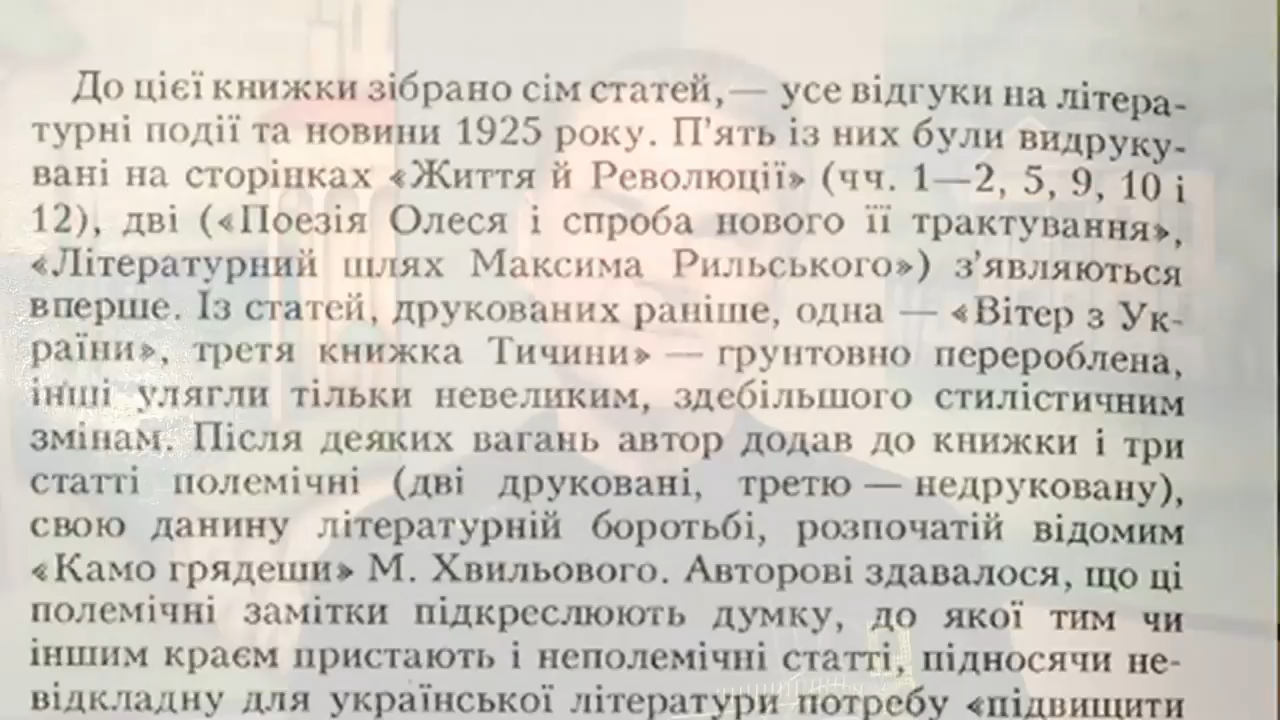 До цієї книжки зібрано сім статей,— усе відгуки на літера-
турні події та новини 1925 року. П’ять із них були видруку-
вані на сторінках «Життя й Революції» (чч. 1—2, 5, 9, 10 і
12), дві («Поезія Олеся і спроба нового її трактування»,
«Літературний шлях Максима Рильського») з’являються
вперше. Із статей, друкованих раніше, одна — «Вітер з Ук-
раїни», третя книжка Тичини» — грунтовно перероблена,
інші улягли тільки невеликим, здебільшого стилістичним
змінам. Після деяких вагань автор додав до книжки і три
статті полемічні (дві друковані, третю — недруковану),
свою данину літературній боротьбі, розпочатій відомим
«Камо грядеши» М. Хвильового. Авторові здавалося, що ці
полемічні замітки підкреслюють думку, до якої тим чи
іншим краєм пристають і неполемічні статті, підносячи не-
відкладну для української літератури потребу «підвищити